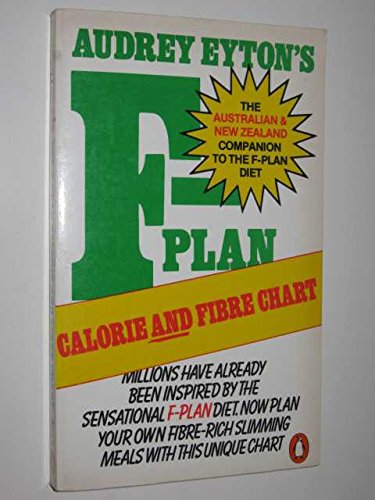 AUDREY EYTON'S
F-
PLAN
THE
AUSTRALIAN &
NEW ZEALAND
COMPANION
TO THE F-PLAN
DIET
CALORIE AND FIBRE CHART
MILLIONS HAVE ALREADY
BEEN INSPIRED BY THE
SENSATIONAL F-PLAN DIET. NOW PLAN
YOUR OWN FIBRE-RICH SLIMMING
MEALS WITH THIS UNIQUE CHART